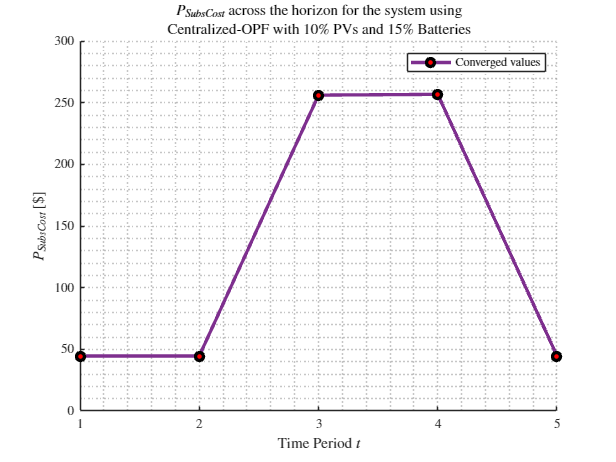 P_SubsCost across the horizon for the system using
Centralized-OPF with 10% PVs and 15% Batteries
300
Converged values
250
200
150
100
50
0
P_SubsCost [$]
1 2 3 4 5
Time Period t